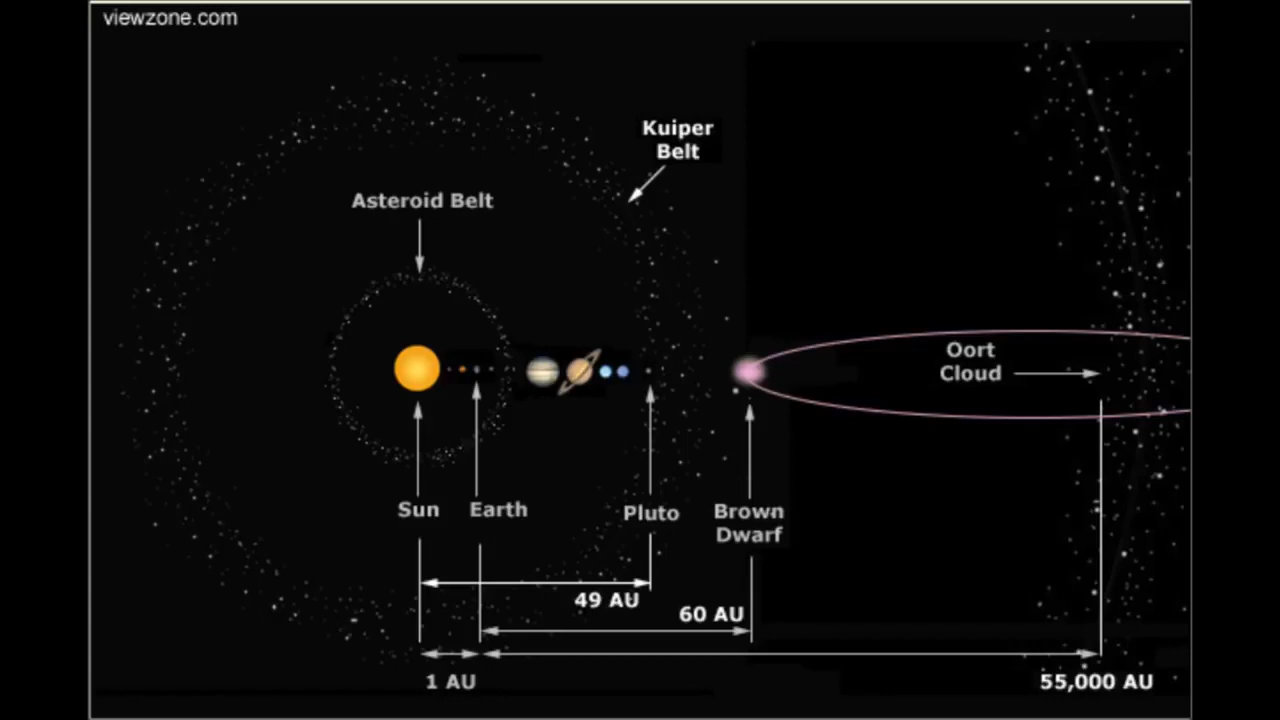 viewzone.com
Kuiper
Belt
Asteroid Belt
Oort
Cloud
Sun
Earth
Pluto
Brown
Dwarf
49 AU
60 AU
1 AU
55,000 AU